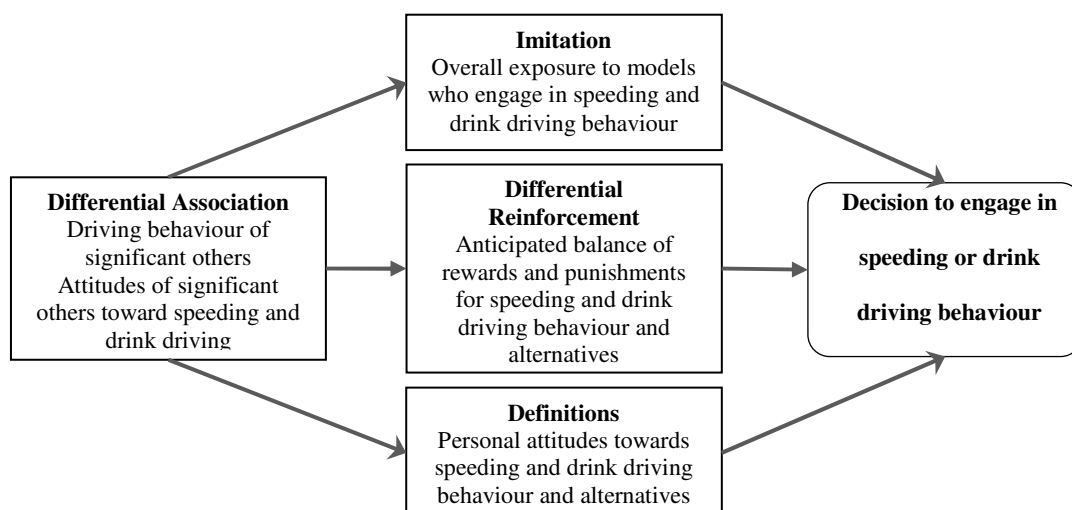 Imitation
Overall exposure to models
who engage in speeding and
drink driving behaviour
Differential Association
Driving behaviour of
significant others
Attitudes of significant
others toward speeding and
drink driving
Differential
Reinforcement
Anticipated balance of
rewards and punishments
for speeding and drink
driving behaviour and
alternatives
Decision to engage in
speeding or drink
driving behaviour
Definitions
Personal attitudes towards
speeding and drink driving
behaviour and alternatives